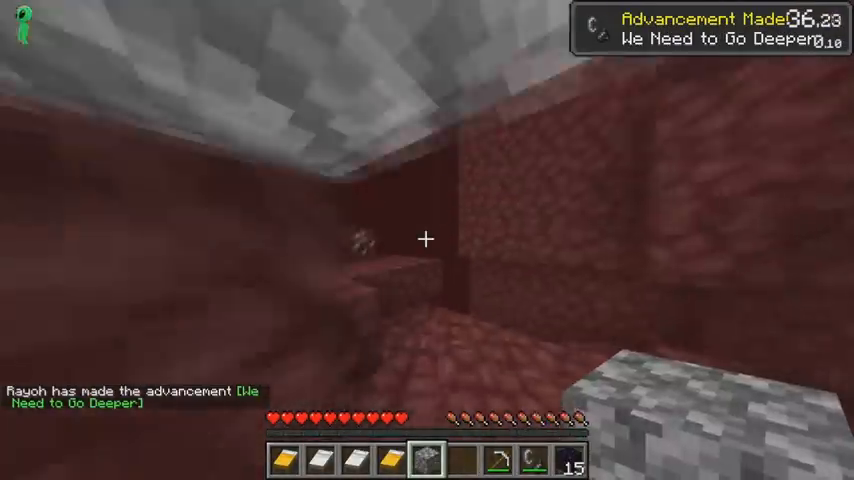 Advancement Made
36.23
We Need to Go Deeper
0.10
Rayoh has made the advancement [We
Need to Go Deeper]
15